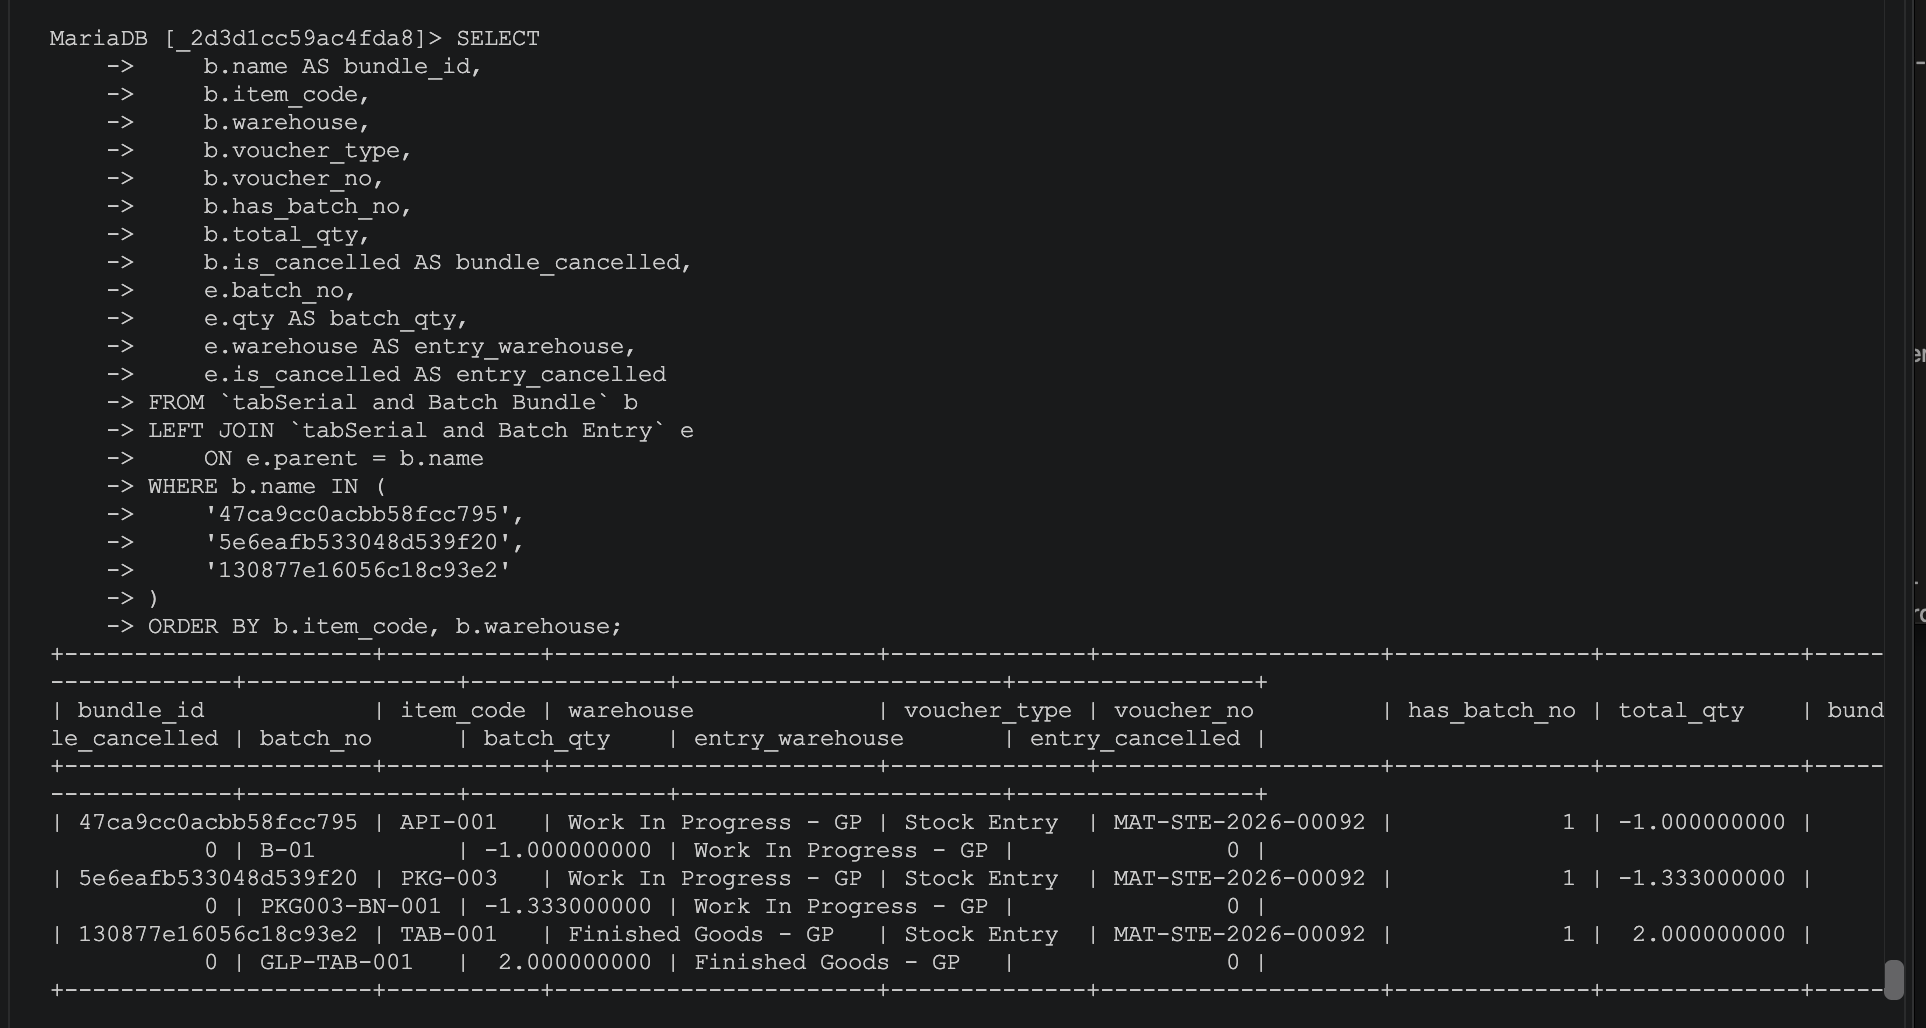 MariaDB [_2d3d1cc59ac4fda8]> SELECT
    ->     b.name AS bundle_id,
    ->     b.item_code,
    ->     b.warehouse,
    ->     b.voucher_type,
    ->     b.voucher_no,
    ->     b.has_batch_no,
    ->     b.total_qty,
    ->     b.is_cancelled AS bundle_cancelled,
    ->     e.batch_no,
    ->     e.qty AS batch_qty,
    ->     e.warehouse AS entry_warehouse,
    ->     e.is_cancelled AS entry_cancelled
    -> FROM `tabSerial and Batch Bundle` b
    -> LEFT JOIN `tabSerial and Batch Entry` e
    ->     ON e.parent = b.name
    -> WHERE b.name IN (
    ->     '47ca9cc0acbb58fcc795',
    ->     '5e6eafb533048d539f20',
    ->     '130877e16056c18c93e2'
    -> )
    -> ORDER BY b.item_code, b.warehouse;
+----------------------+-----------+-----------------------+--------------+--------------------+--------------+--------------+-----
-------------+---------------+--------------+-----------------------+-----------------+
| bundle_id            | item_code | warehouse             | voucher_type | voucher_no         | has_batch_no | total_qty    | bund
le_cancelled | batch_no      | batch_qty    | entry_warehouse       | entry_cancelled |
+----------------------+-----------+-----------------------+--------------+--------------------+--------------+--------------+-----
-------------+---------------+--------------+-----------------------+-----------------+
| 47ca9cc0acbb58fcc795 | API-001   | Work In Progress - GP | Stock Entry  | MAT-STE-2026-00092 |            1 | -1.000000000 |
           0 | B-01          | -1.000000000 | Work In Progress - GP |               0 |
| 5e6eafb533048d539f20 | PKG-003   | Work In Progress - GP | Stock Entry  | MAT-STE-2026-00092 |            1 | -1.333000000 |
           0 | PKG003-BN-001 | -1.333000000 | Work In Progress - GP |               0 |
| 130877e16056c18c93e2 | TAB-001   | Finished Goods - GP   | Stock Entry  | MAT-STE-2026-00092 |            1 |  2.000000000 |
           0 | GLP-TAB-001   |  2.000000000 | Finished Goods - GP   |               0 |
+----------------------+-----------+-----------------------+--------------+--------------------+--------------+--------------+-----